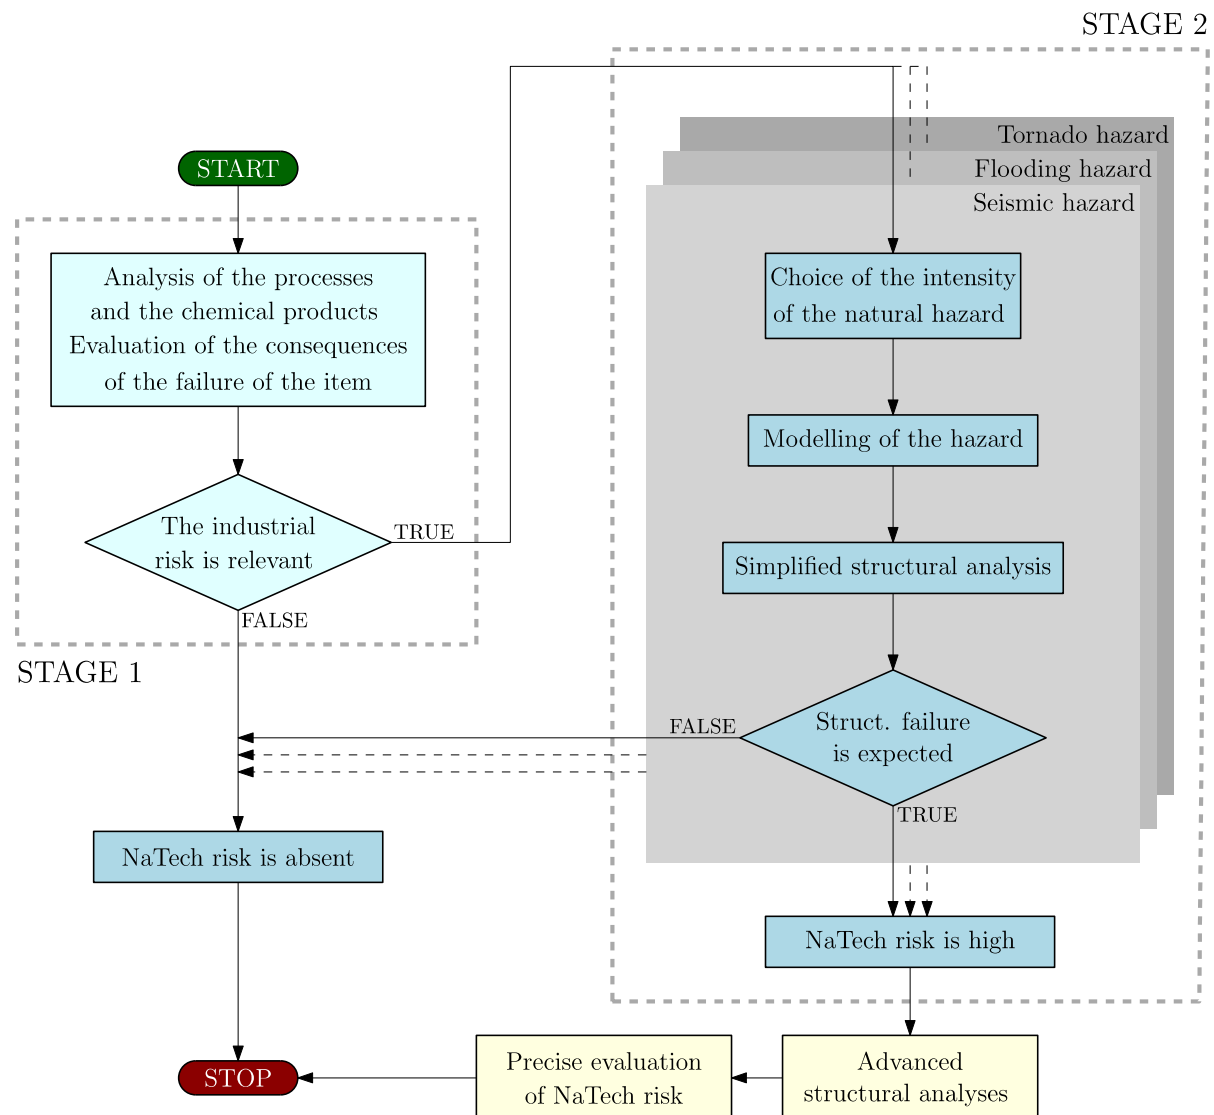 STAGE 2
Tornado hazard
Flooding hazard
Seismic hazard
START
Analysis of the processes
and the chemical products
Evaluation of the consequences
of the failure of the item
The industrial
risk is relevant
TRUE
FALSE
STAGE 1
Choice of the intensity
of the natural hazard
Modelling of the hazard
Simplified structural analysis
Struct. failure
is expected
FALSE
TRUE
NaTech risk is absent
NaTech risk is high
Advanced
structural analyses
Precise evaluation
of NaTech risk
STOP